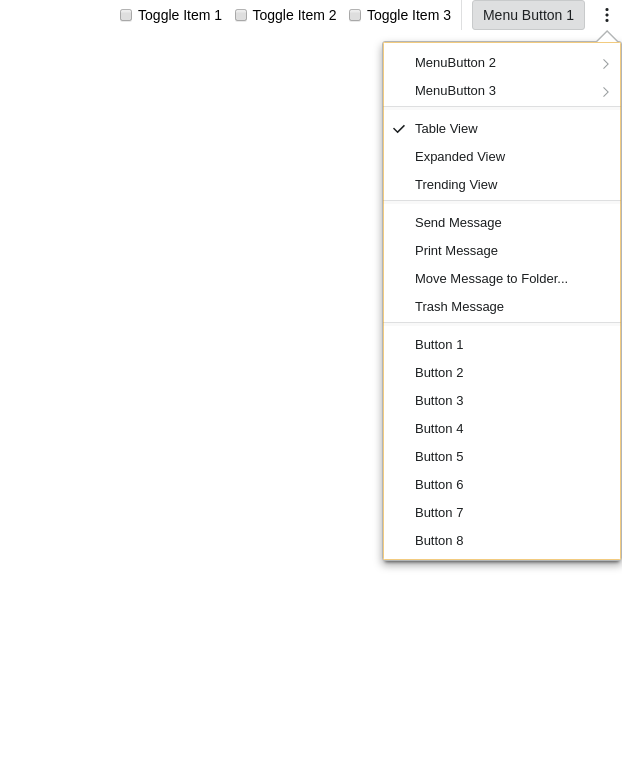 Toggle Item 1 Toggle Item 2 Toggle Item 3 Menu Button 1
MenuButton 2
MenuButton 3
Table View
Expanded View
Trending View
Send Message
Print Message
Move Message to Folder...
Trash Message
Button 1
Button 2
Button 3
Button 4
Button 5
Button 6
Button 7
Button 8